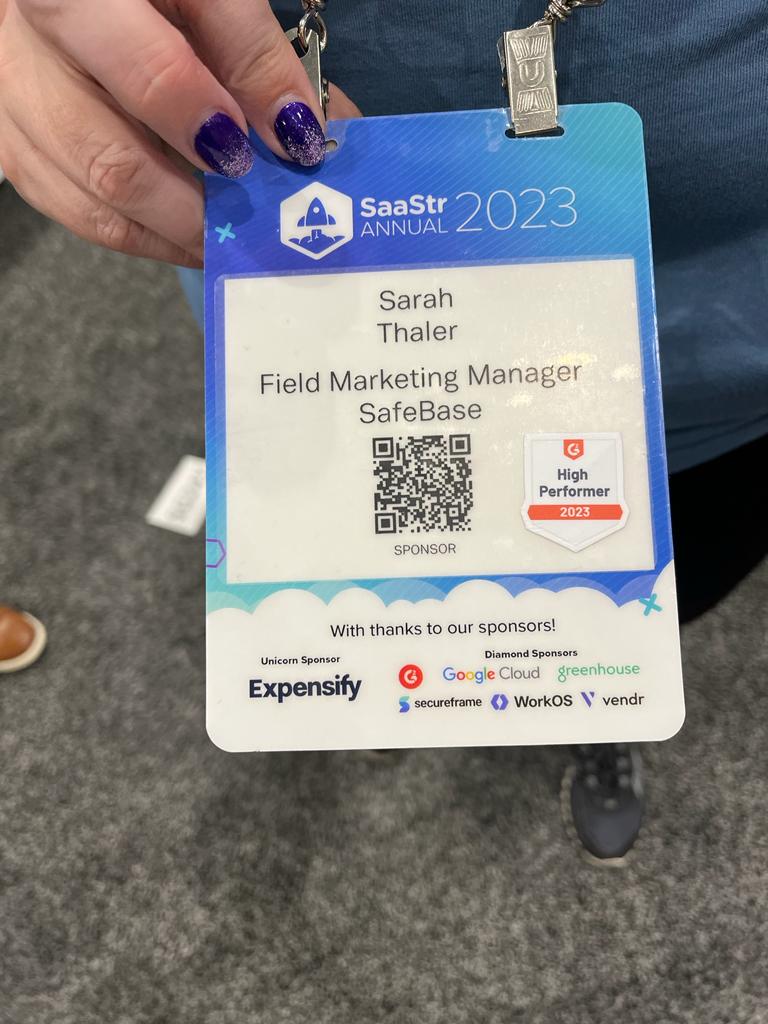 SaaStr
ANNUAL 2023
Sarah
Thaler
Field Marketing Manager
SafeBase
High
Performer
2023
SPONSOR
With thanks to our sponsors!
Unicorn Sponsor
Expensify
Diamond Sponsors
G
Google Cloud
greenhouse
secureframe
WorkOS
vendr